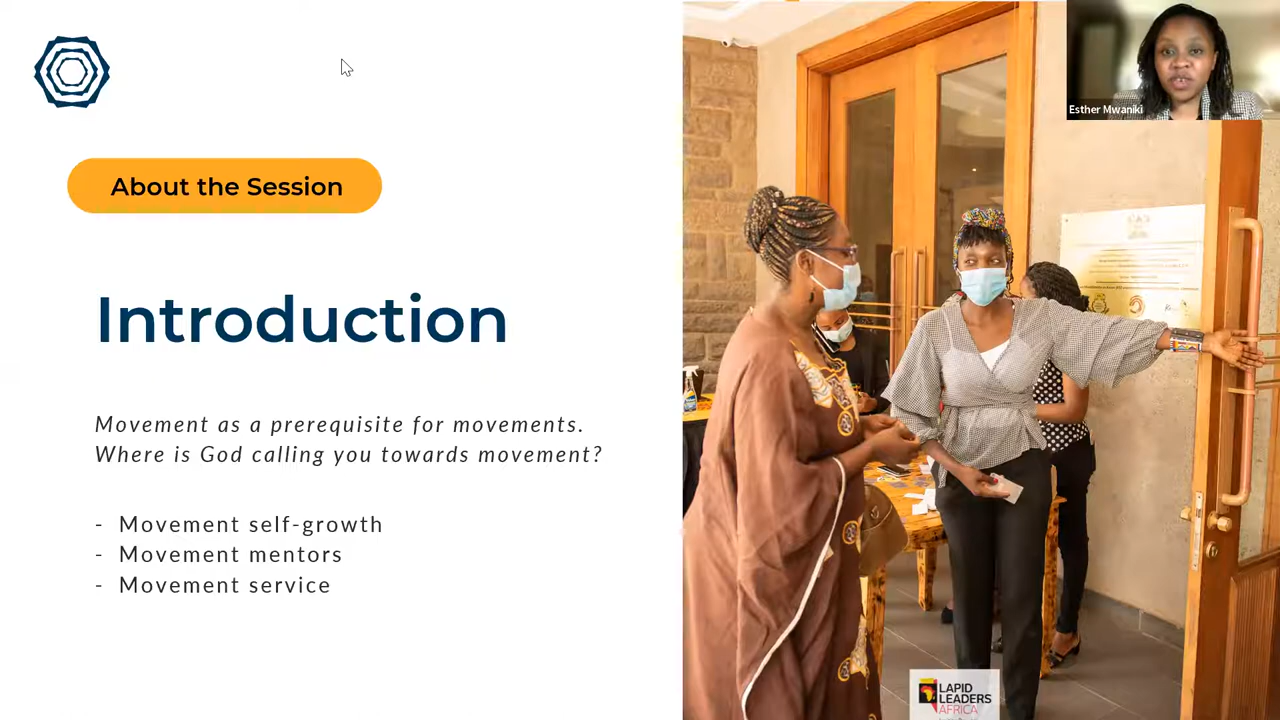 About the Session
Introduction
Movement as a prerequisite for movements.
Where is God calling you towards movement?
- Movement self-growth
- Movement mentors
- Movement service
Esther Mwaniki
LAPID
LEADERS
AFRICA